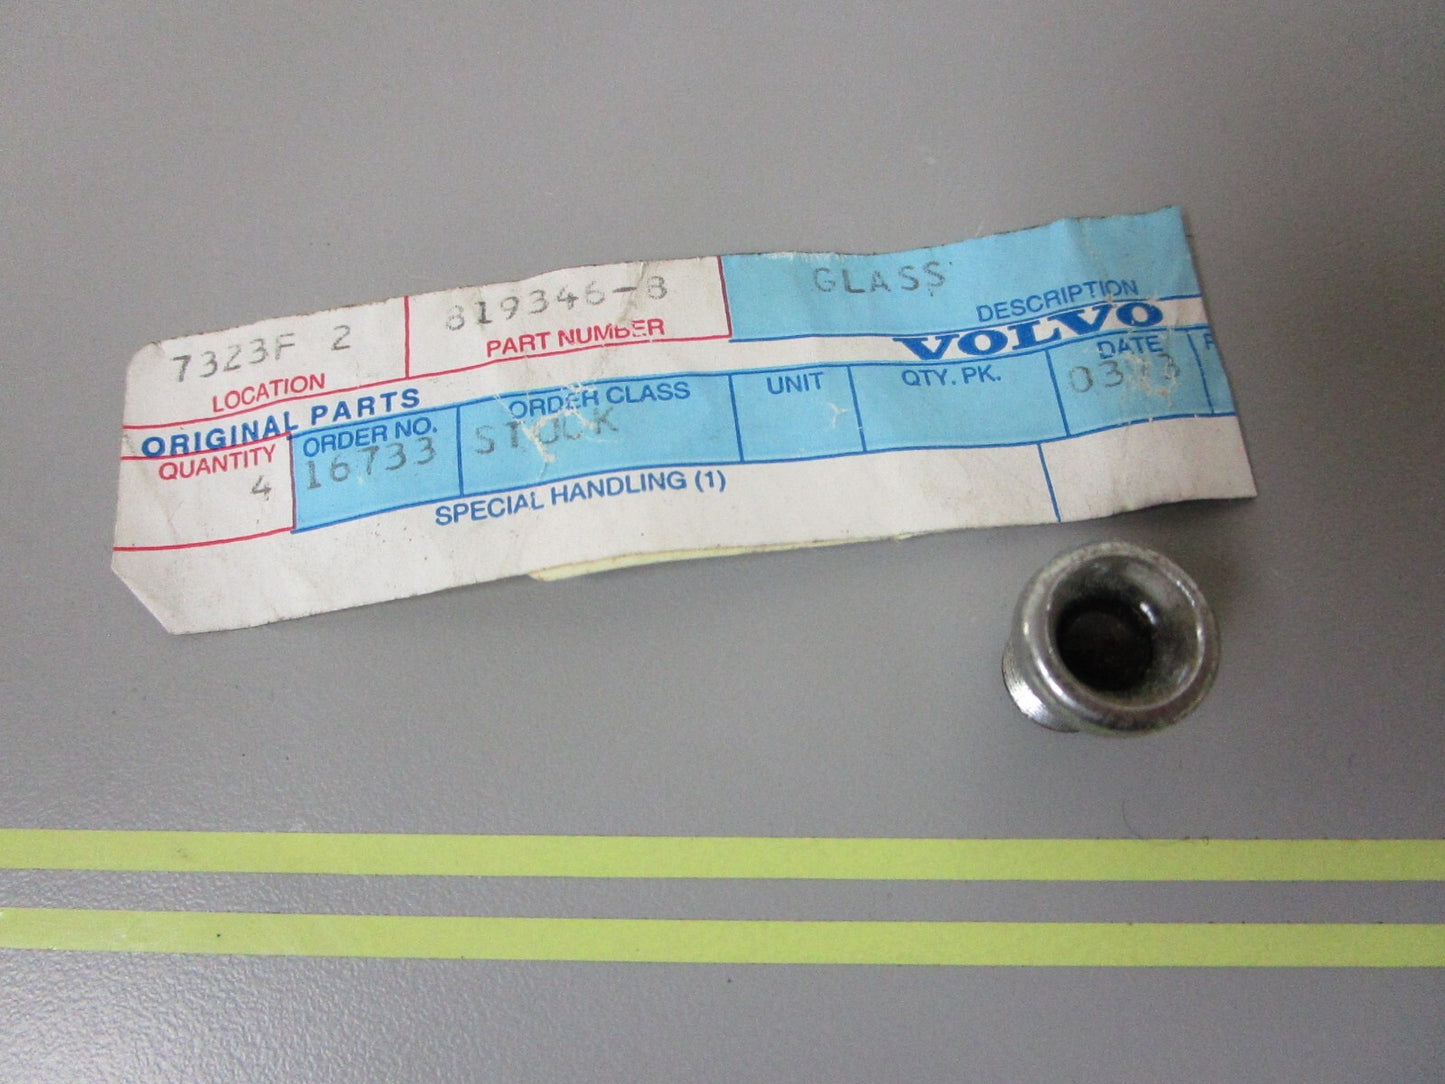 7323F 2
LOCATION
819346-8
PART NUMBER
GLASS
DESCRIPTION
ORIGINAL PARTS
VOLVO
QUANTITY
4
ORDER NO.
16733
ORDER CLASS
STOCK
UNIT
QTY. PK.
DATE
SPECIAL HANDLING (1)